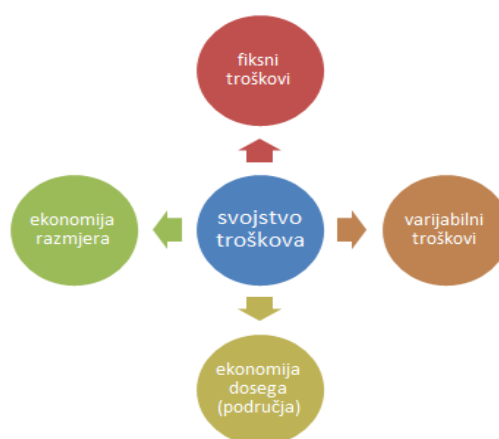 fiksni
troškovi
ekonomija
razmjera
svojstvo
troškova
varijabilni
troškovi
ekonomija
dosega
(područja)